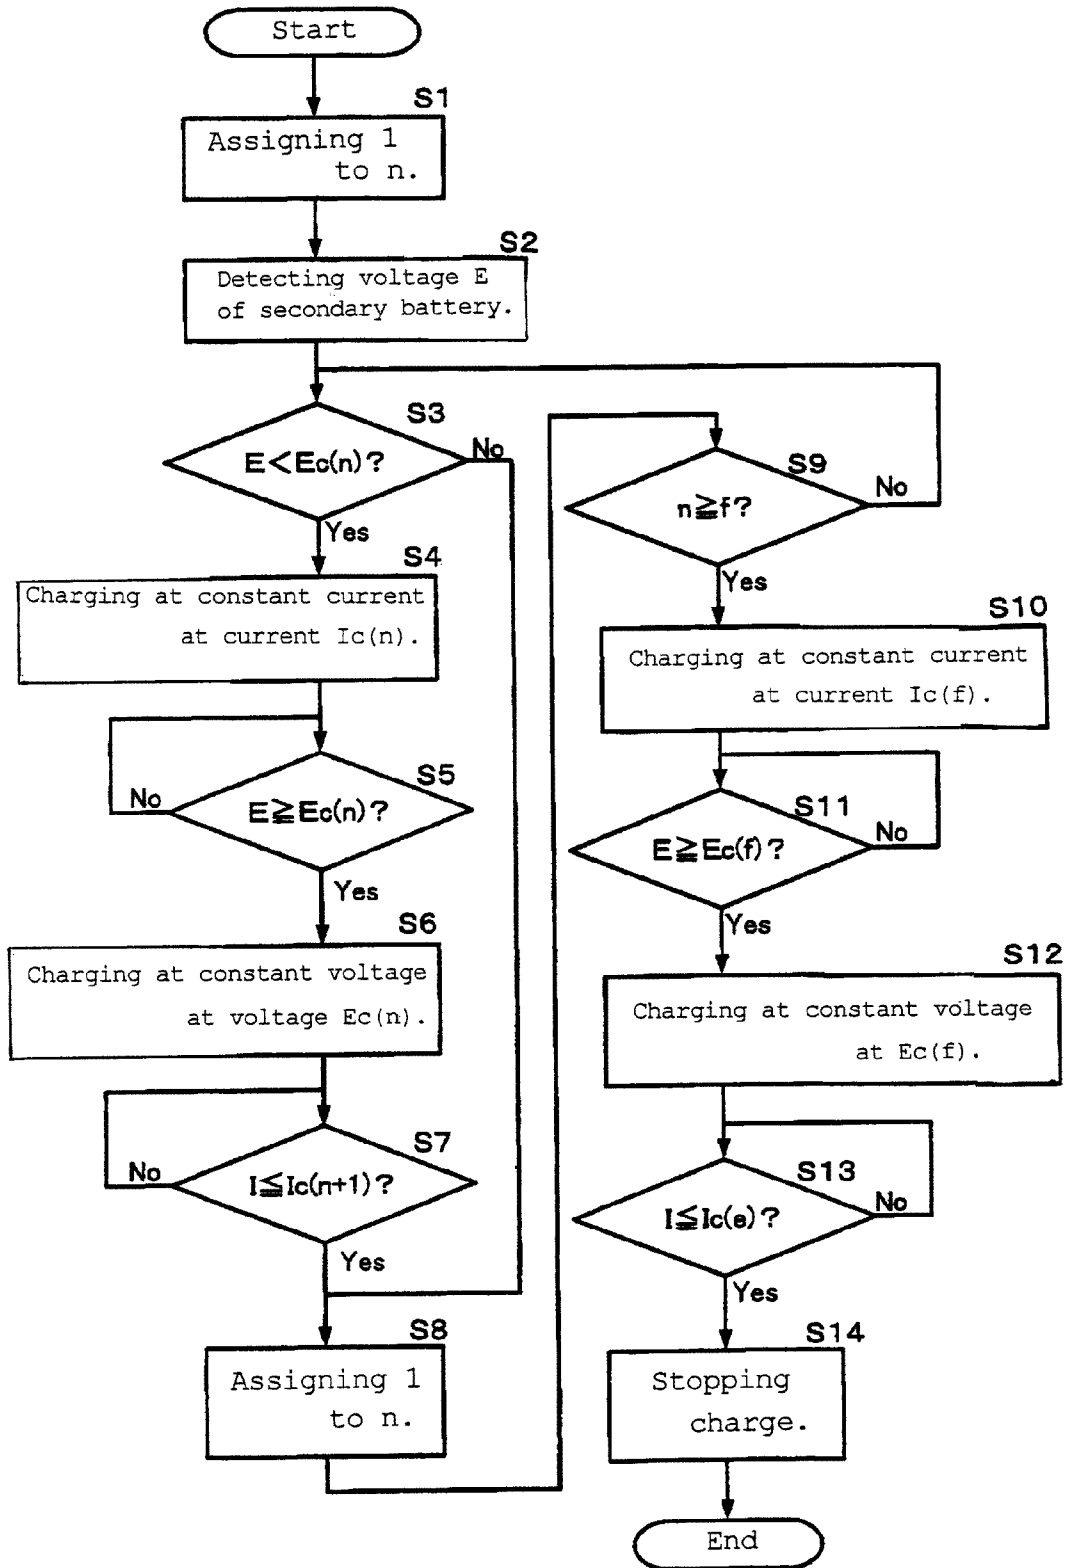 Start
S1
Assigning 1
to n.
S2
Detecting voltage E
of secondary battery.
S3
E<Ec(n)?
No
Yes
S4
Charging at constant current
at current Ic(n).
S5
E≧Ec(n)?
No
Yes
S6
Charging at constant voltage
at voltage Ec(n).
S7
I≦Ic(n+1)?
No
Yes
S8
Assigning 1
to n.
S9
n≧f?
No
Yes
S10
Charging at constant current
at current Ic(f).
S11
E≧Ec(f)?
No
Yes
S12
Charging at constant voltage
at Ec(f).
S13
I≦Ic(e)?
No
Yes
S14
Stopping
charge.
End